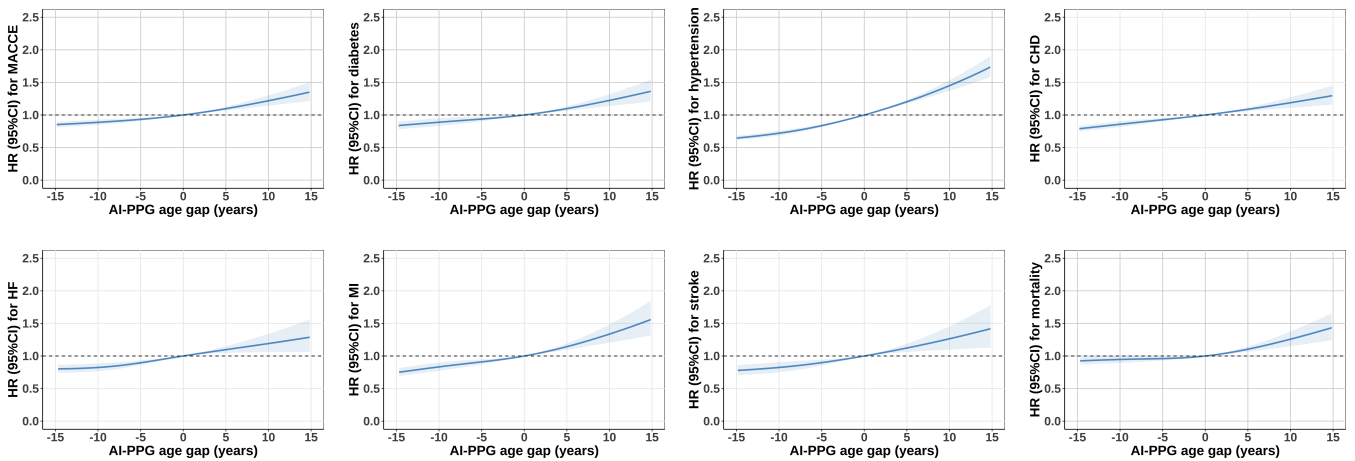 HR (95%CI) for MACCE
2.5
2.0
1.5
1.0
0.5
0.0
-15 -10 -5 0 5 10 15
AI-PPG age gap (years)
HR (95%CI) for diabetes
2.5
2.0
1.5
1.0
0.5
0.0
-15 -10 -5 0 5 10 15
AI-PPG age gap (years)
HR (95%CI) for hypertension
2.5
2.0
1.5
1.0
0.5
0.0
-15 -10 -5 0 5 10 15
AI-PPG age gap (years)
HR (95%CI) for CHD
2.5
2.0
1.5
1.0
0.5
0.0
-15 -10 -5 0 5 10 15
AI-PPG age gap (years)
HR (95%CI) for HF
2.5
2.0
1.5
1.0
0.5
0.0
-15 -10 -5 0 5 10 15
AI-PPG age gap (years)
HR (95%CI) for MI
2.5
2.0
1.5
1.0
0.5
0.0
-15 -10 -5 0 5 10 15
AI-PPG age gap (years)
HR (95%CI) for stroke
2.5
2.0
1.5
1.0
0.5
0.0
-15 -10 -5 0 5 10 15
AI-PPG age gap (years)
HR (95%CI) for mortality
2.5
2.0
1.5
1.0
0.5
0.0
-15 -10 -5 0 5 10 15
AI-PPG age gap (years)